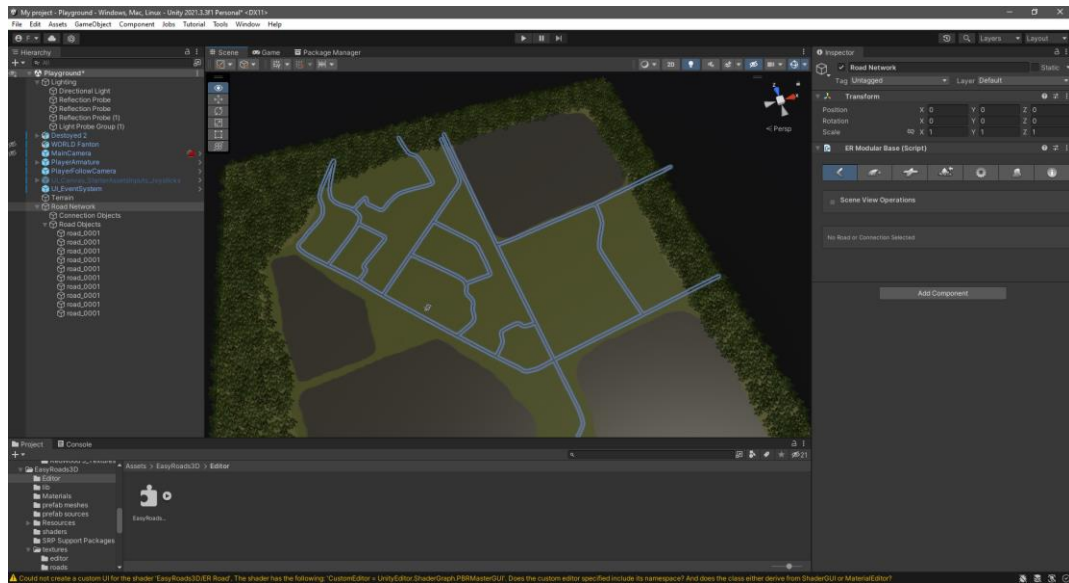 My project - Playground - Windows, Mac, Linux - Unity 2021.3.3f1 Personal* <DX11>
File Edit Assets GameObject Component Jobs Tutorial Tools Window Help
Layers Layout
Hierarchy
Scene Game Package Manager
Inspector
All
2D
Playground*
Lighting
Directional Light
Reflection Probe
Reflection Probe
Reflection Probe (1)
Light Probe Group (1)
Destoyed 2
WORLD Fanton
MainCamera
PlayerArmature
PlayerFollowCamera
UI_EventSystem
Terrain
Road Network
Connection Objects
Road Objects
road_0001
road_0001
road_0001
road_0001
road_0001
road_0001
road_0001
road_0001
road_0001
road_0001
< Persp
Road Network Static
Tag Untagged Layer Default
Transform
Position X 0 Y 0 Z 0
Rotation X 0 Y 0 Z 0
Scale X 1 Y 1 Z 1
ER Modular Base (Script)
Scene View Operations
No Road or Connection Selected
Add Component
Project Console
21
EasyRoads3D
Editor
lib
Materials
prefab meshes
prefab sources
Resources
shaders
SRP Support Packages
textures
editor
roads
Assets > EasyRoads3D > Editor
EasyRoads...
Could not create a custom UI for the shader 'EasyRoads3D/ER Road'. The shader has the following: 'CustomEditor = UnityEditor.ShaderGraph.PBRMasterGUI'. Does the custom editor specified include its namespace? And does the class either derive from ShaderGUI or MaterialEditor?